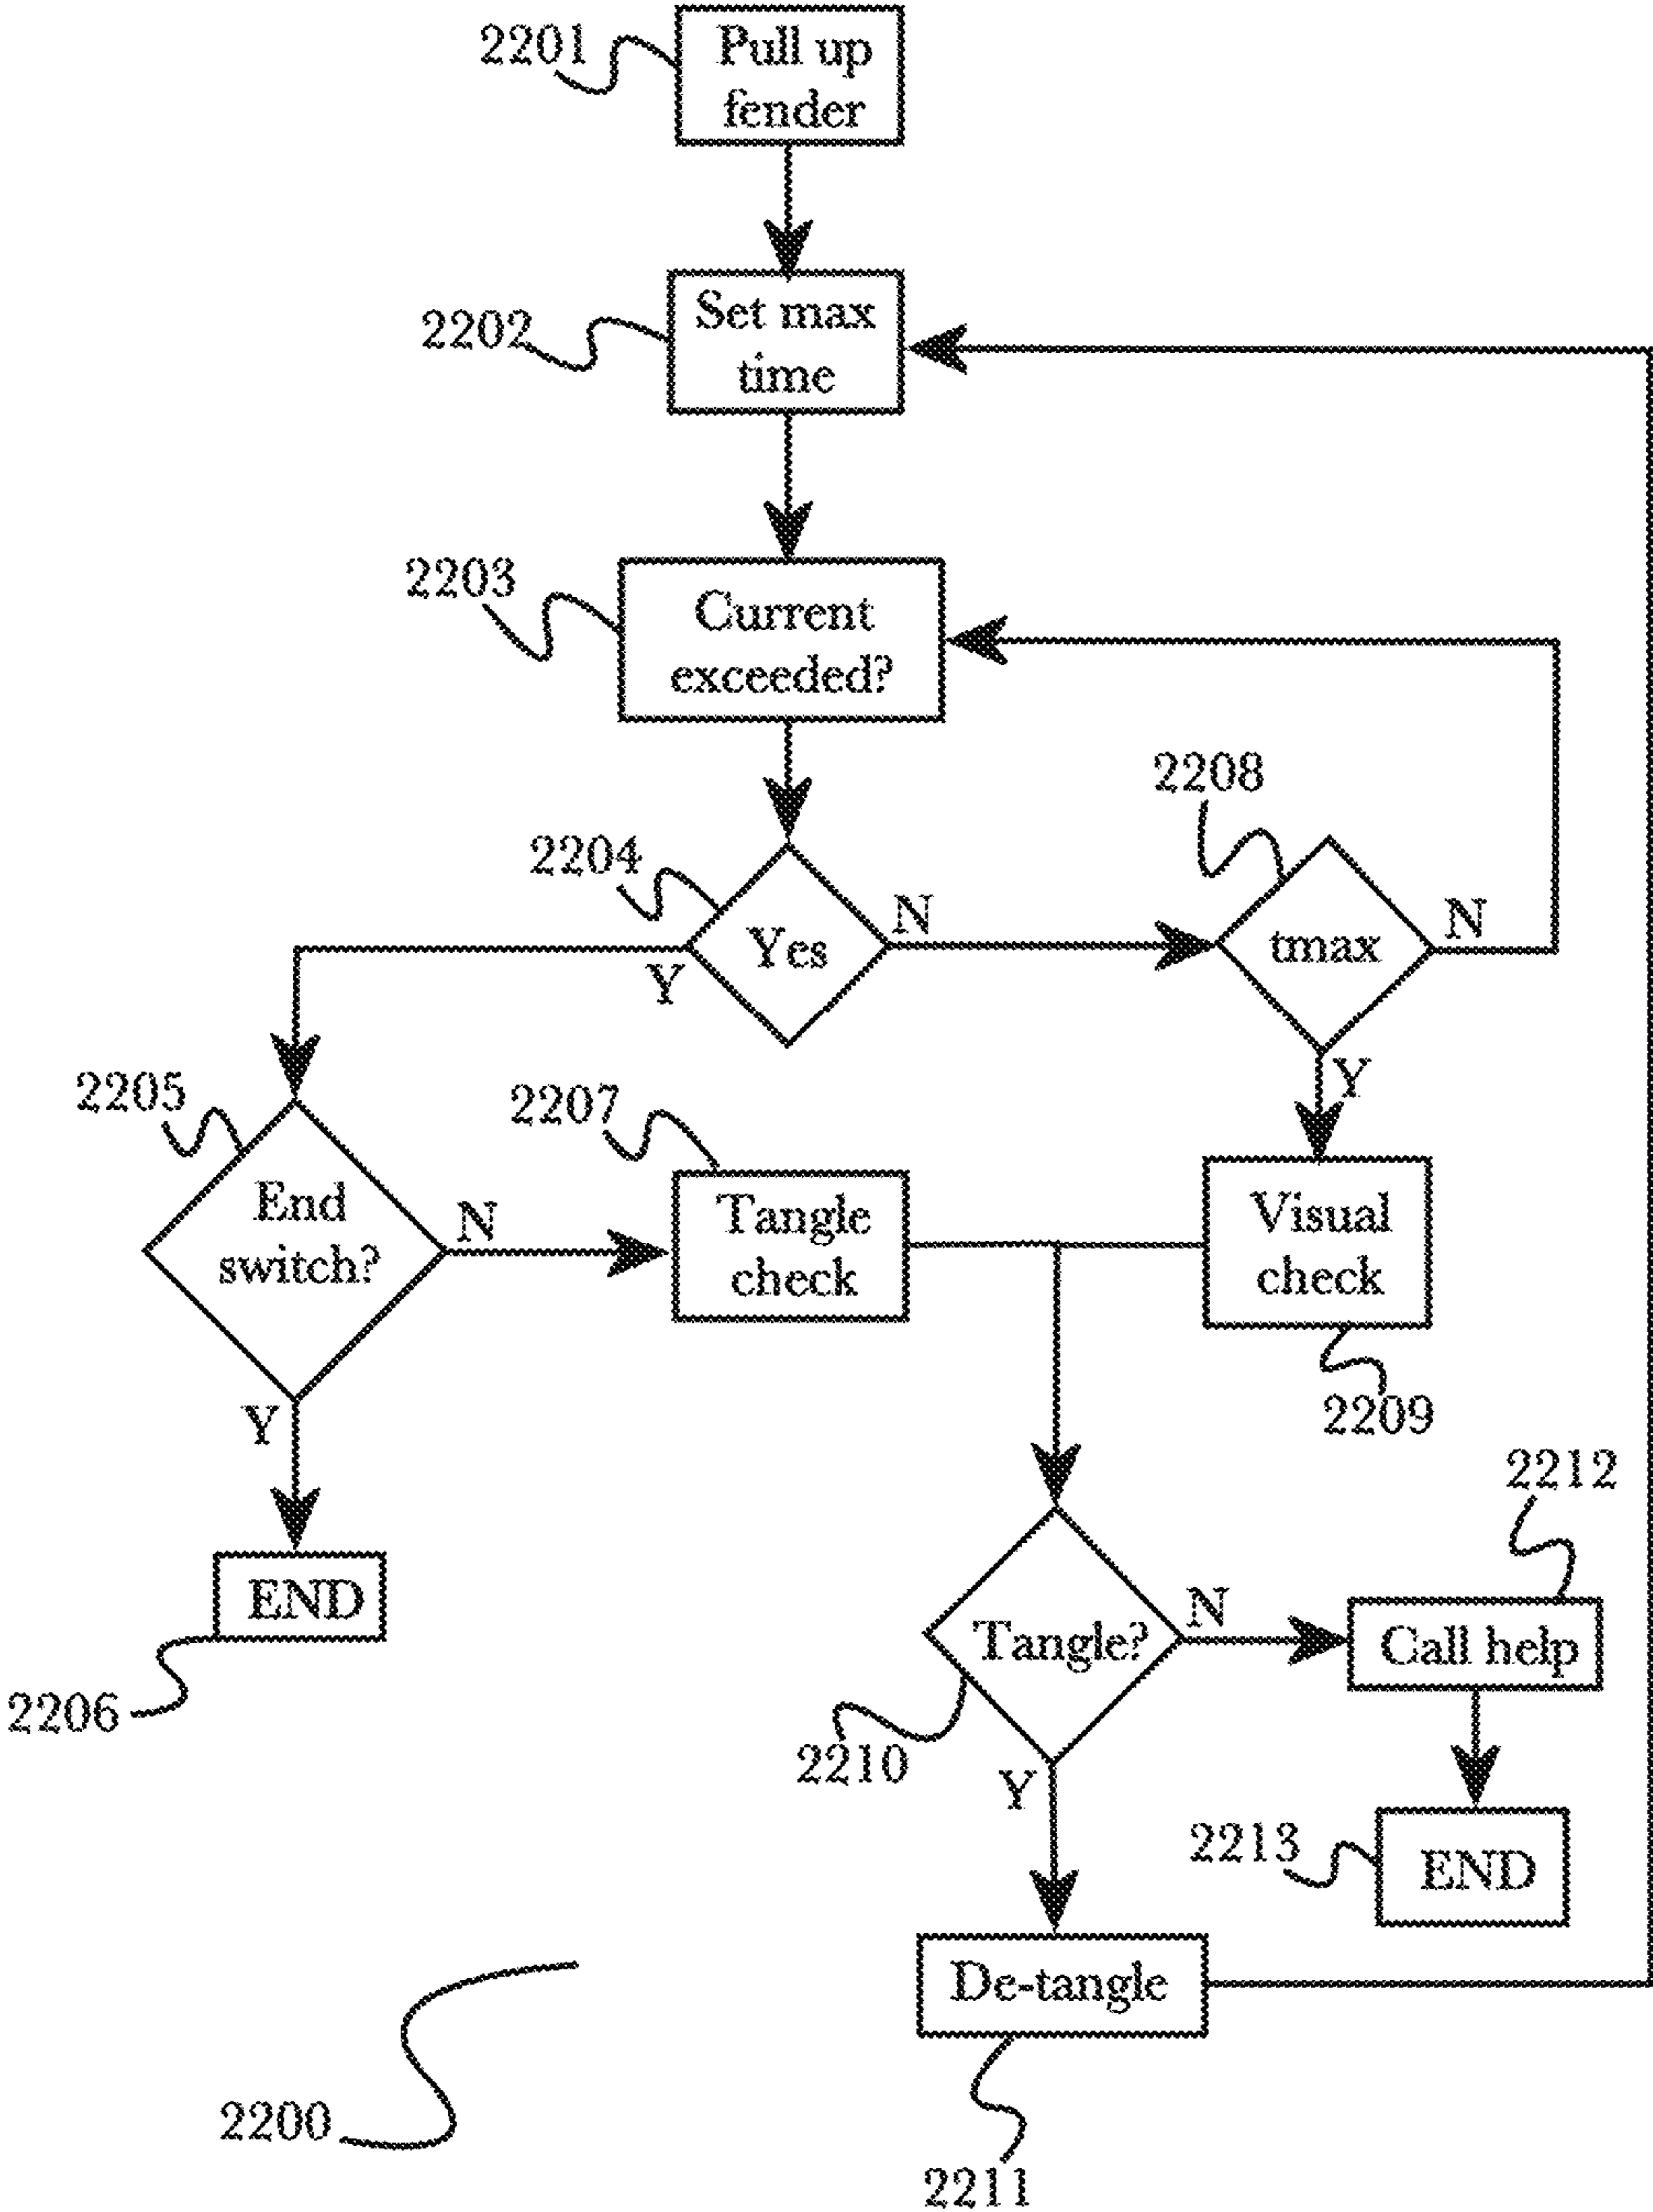 2201
Pull up
fender
2202
Set max
time
2203
Current
exceeded?
2208
2204
Yes
N
Y
tmax
N
Y
2205
End
switch?
N
Y
2207
Tangle
check
Visual
check
2209
2212
END
2206
Tangle?
N
Call help
2210
Y
2213
END
De-tangle
2200
2211